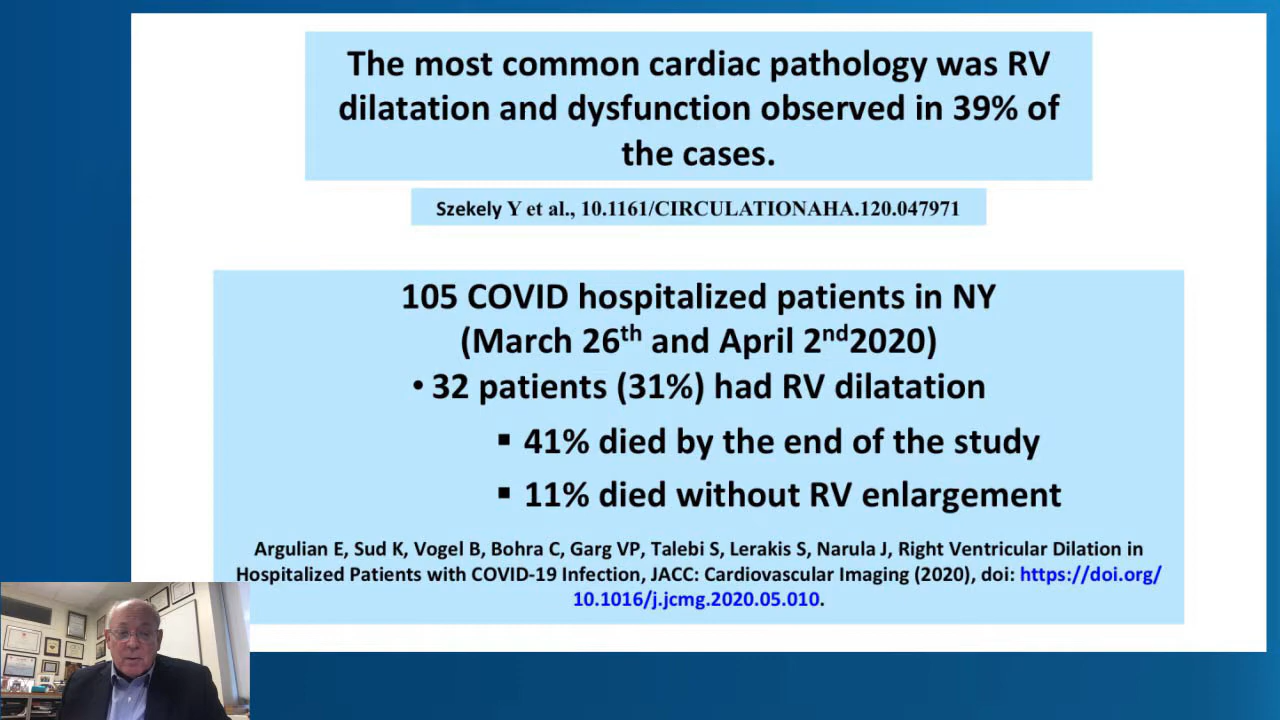 The most common cardiac pathology was RV
dilatation and dysfunction observed in 39% of
the cases.
Szekely Y et al., 10.1161/CIRCULATIONAHA.120.047971
105 COVID hospitalized patients in NY
(March 26th and April 2nd2020)
• 32 patients (31%) had RV dilatation
▪ 41% died by the end of the study
▪ 11% died without RV enlargement
Argulian E, Sud K, Vogel B, Bohra C, Garg VP, Talebi S, Lerakis S, Narula J, Right Ventricular Dilation in
Hospitalized Patients with COVID-19 Infection, JACC: Cardiovascular Imaging (2020), doi: https://doi.org/
10.1016/j.jcmg.2020.05.010.